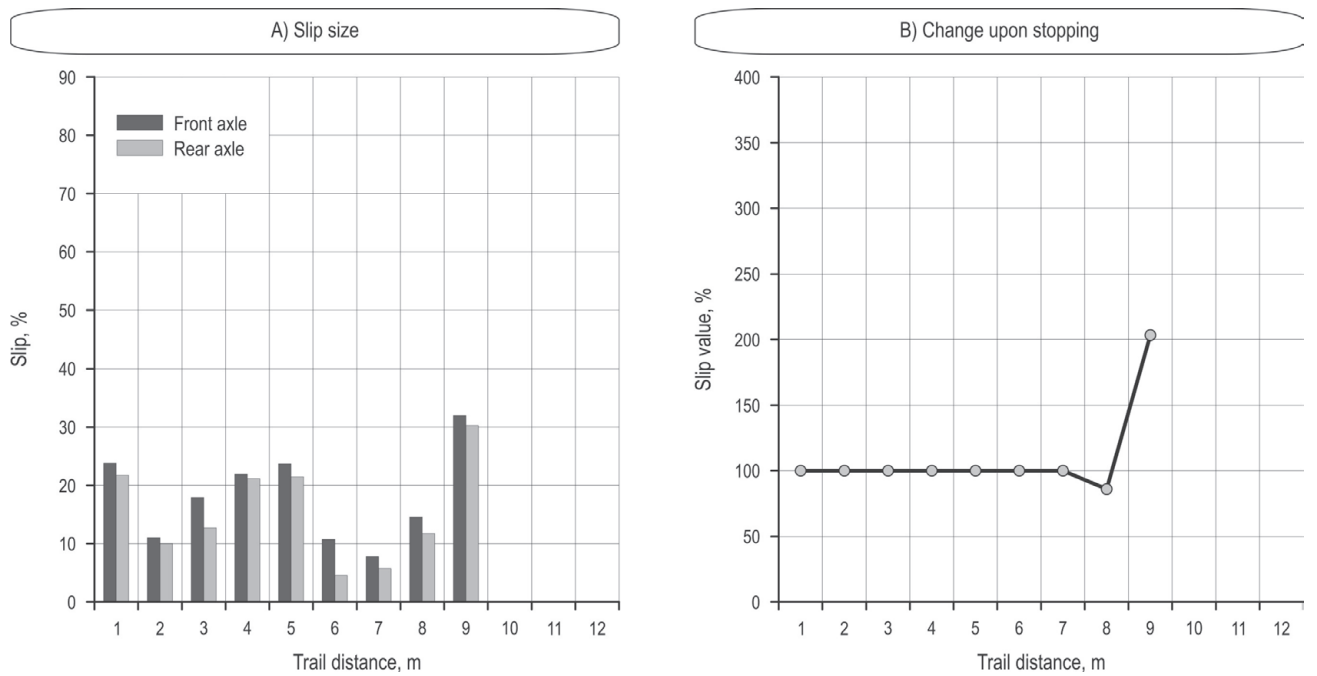 A) Slip size
90
80
70
60
50
40
30
20
10
0
Slip, %
Front axle
Rear axle
1 2 3 4 5 6 7 8 9 10 11 12
Trail distance, m
B) Change upon stopping
400
350
300
250
200
150
100
50
0
Slip value, %
1 2 3 4 5 6 7 8 9 10 11 12
Trail distance, m